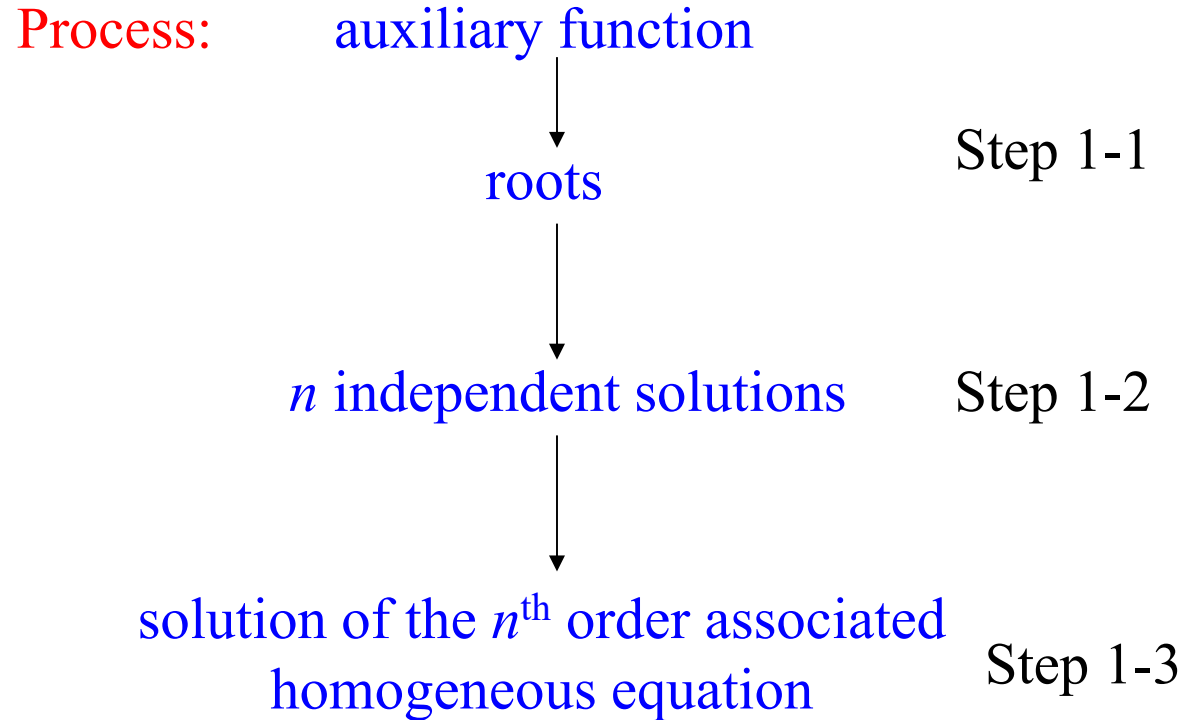 Process: auxiliary function
Step 1-1
roots
n independent solutions Step 1-2
solution of the nth order associated
homogeneous equation
Step 1-3